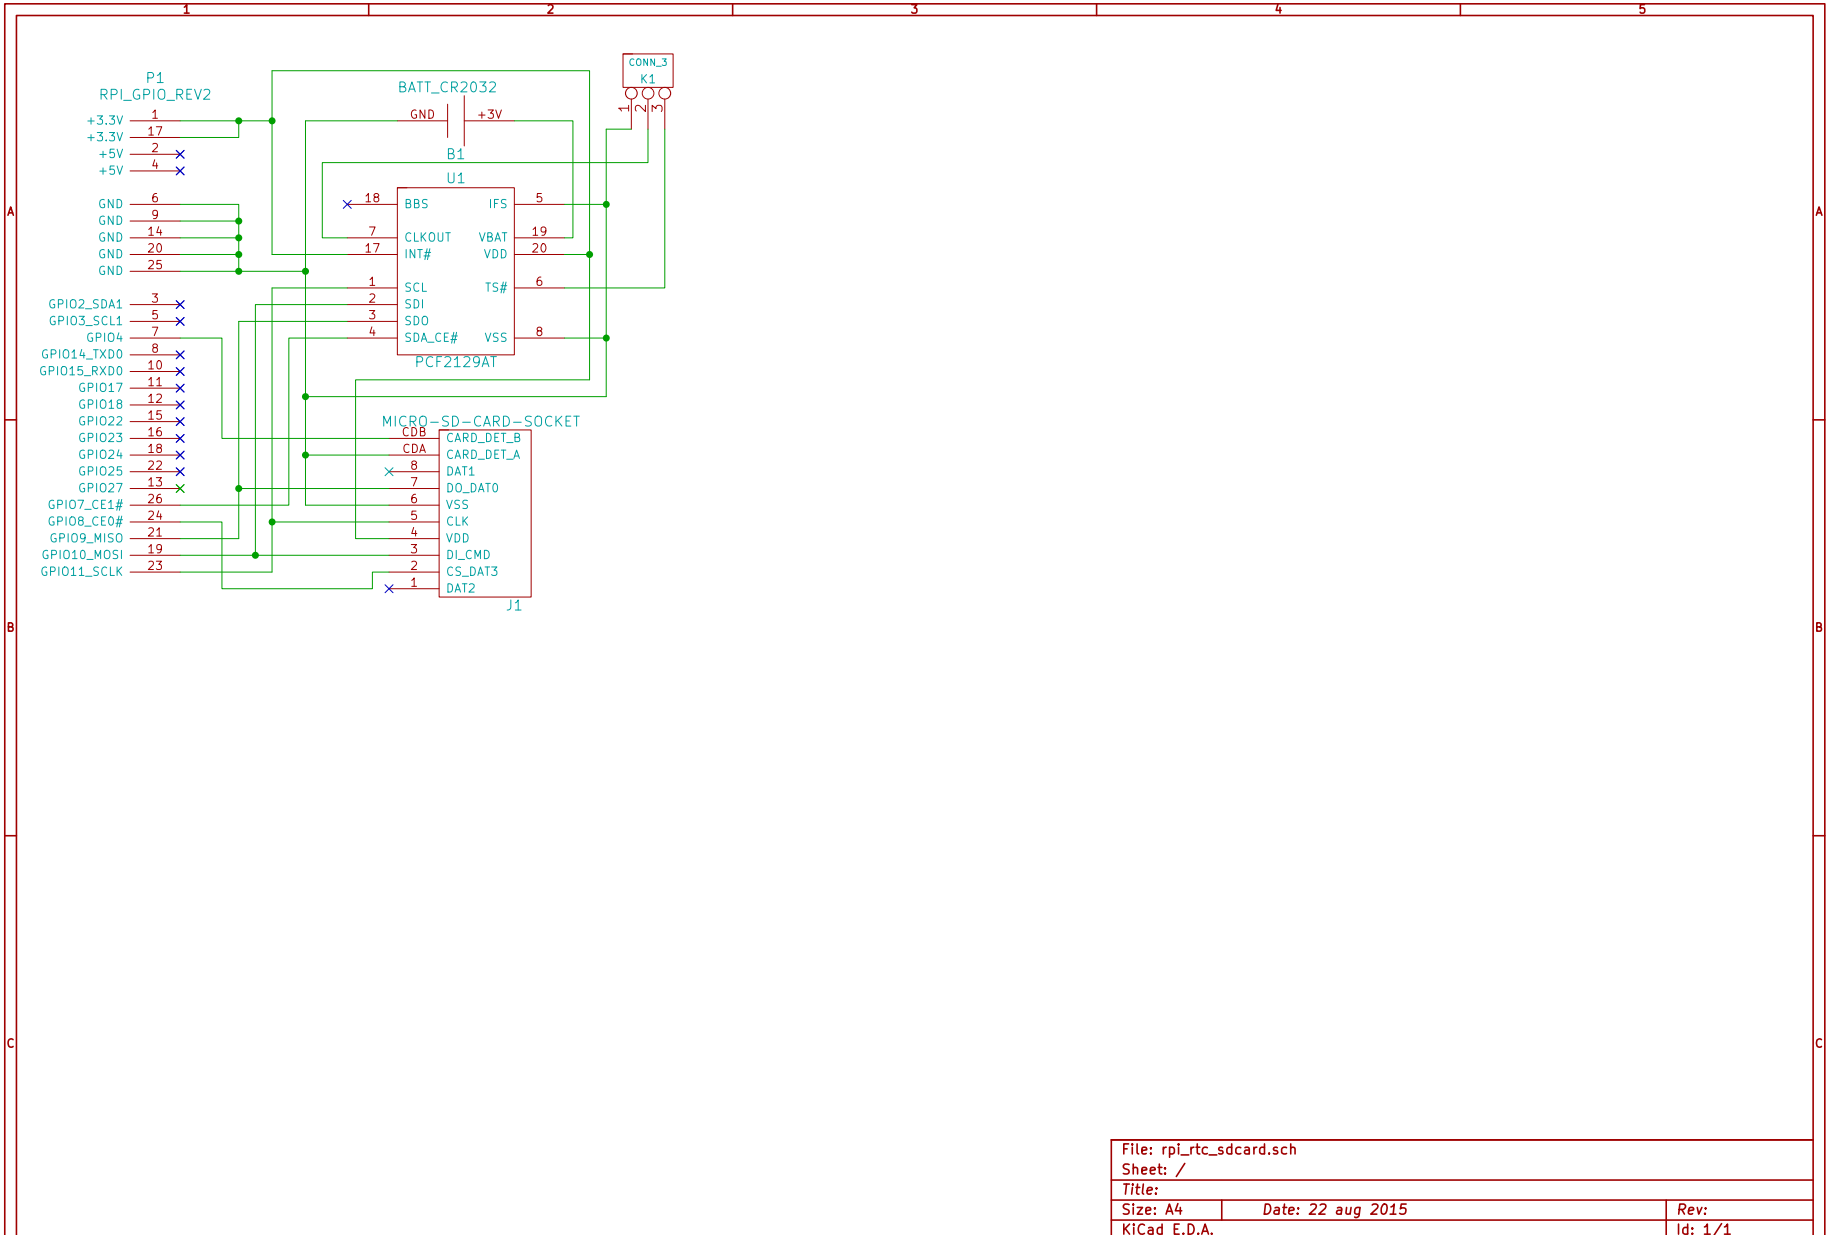 1 2 3 4 5
A A
B B
C C
P1
RPI_GPIO_REV2
+3.3V 1
+3.3V 17
+5V 2
+5V 4
GND 6
GND 9
GND 14
GND 20
GND 25
GPIO2_SDA1 3
GPIO3_SCL1 5
GPIO4 7
GPIO14_TXD0 8
GPIO15_RXD0 10
GPIO17 11
GPIO18 12
GPIO22 15
GPIO23 16
GPIO24 18
GPIO25 22
GPIO27 13
GPIO7_CE1# 26
GPIO8_CE0# 24
GPIO9_MISO 21
GPIO10_MOSI 19
GPIO11_SCLK 23
BATT_CR2032
GND +3V
B1
CONN_3
K1
1 2 3
U1
18 BBS IFS 5
7 CLKOUT VBAT 19
17 INT# VDD 20
1 SCL TS# 6
2 SDI
3 SDO
4 SDA_CE# VSS 8
PCF2129AT
MICRO-SD-CARD-SOCKET
CDB CARD_DET_B
CDA CARD_DET_A
8 DAT1
7 DO_DAT0
6 VSS
5 CLK
4 VDD
3 DI_CMD
2 CS_DAT3
1 DAT2
J1
File: rpi_rtc_sdcard.sch
Sheet: /
Title:
Size: A4 Date: 22 aug 2015 Rev:
KiCad E.D.A. Id: 1/1